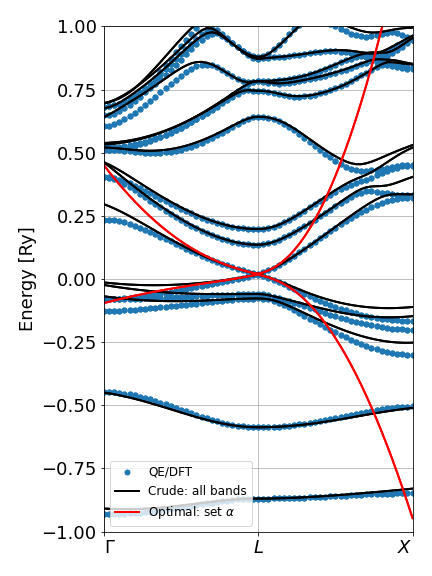 1.00
0.75
0.50
0.25
0.00
−0.25
−0.50
−0.75
−1.00
Energy [Ry]
QE/DFT
Crude: all bands
Optimal: set α
Γ L X